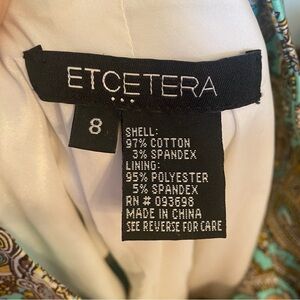 ETCETERA
...
8
SHELL:
97% COTTON
3% SPANDEX
LINING:
95% POLYESTER
5% SPANDEX
RN # 093698
MADE IN CHINA
SEE REVERSE FOR CARE